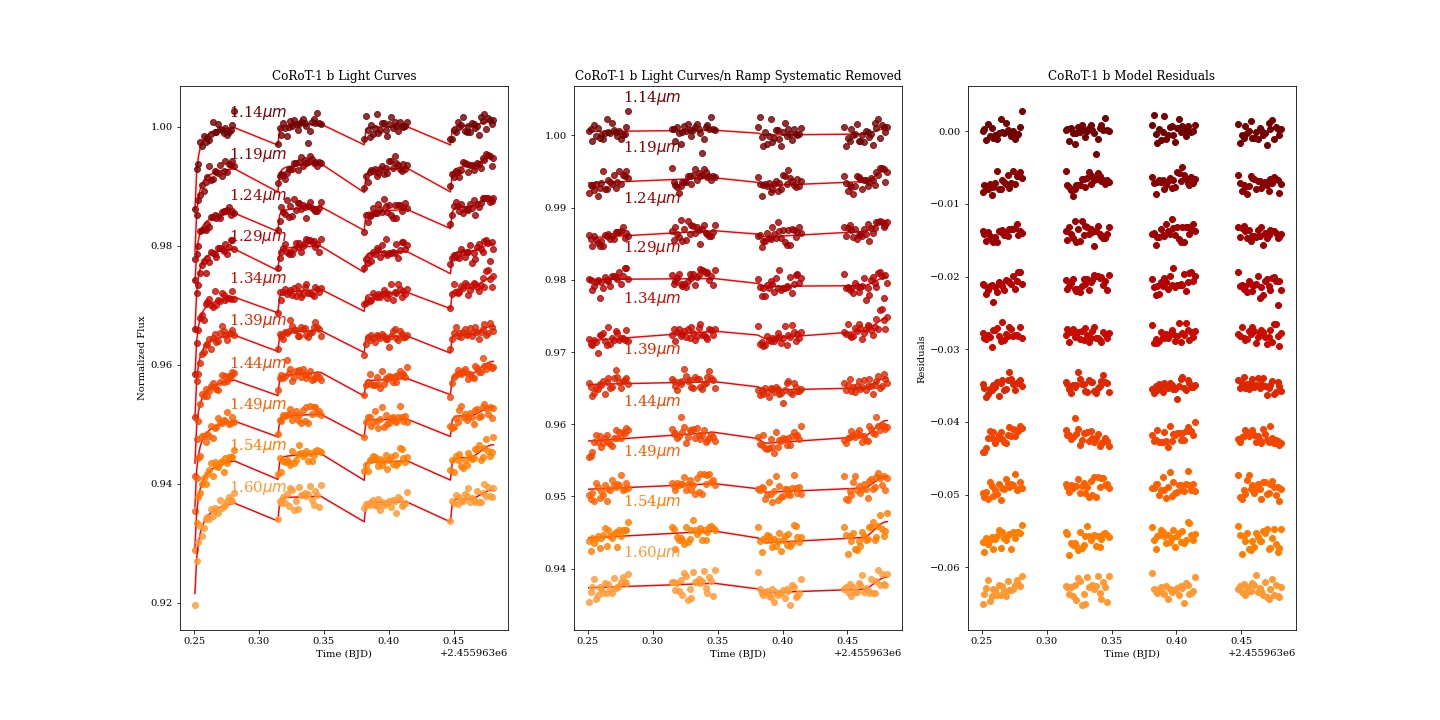 CoRoT-1 b Light Curves
Normalized Flux
1.00
0.98
0.96
0.94
0.92
1.14μm
1.19μm
1.24μm
1.29μm
1.34μm
1.39μm
1.44μm
1.49μm
1.54μm
1.60μm
0.25 0.30 0.35 0.40 0.45
Time (BJD) +2.455963e6
CoRoT-1 b Light Curves/n Ramp Systematic Removed
1.00
0.99
0.98
0.97
0.96
0.95
0.94
1.14μm
1.19μm
1.24μm
1.29μm
1.34μm
1.39μm
1.44μm
1.49μm
1.54μm
1.60μm
0.25 0.30 0.35 0.40 0.45
Time (BJD) +2.455963e6
CoRoT-1 b Model Residuals
Residuals
0.00
−0.01
−0.02
−0.03
−0.04
−0.05
−0.06
0.25 0.30 0.35 0.40 0.45
Time (BJD) +2.455963e6